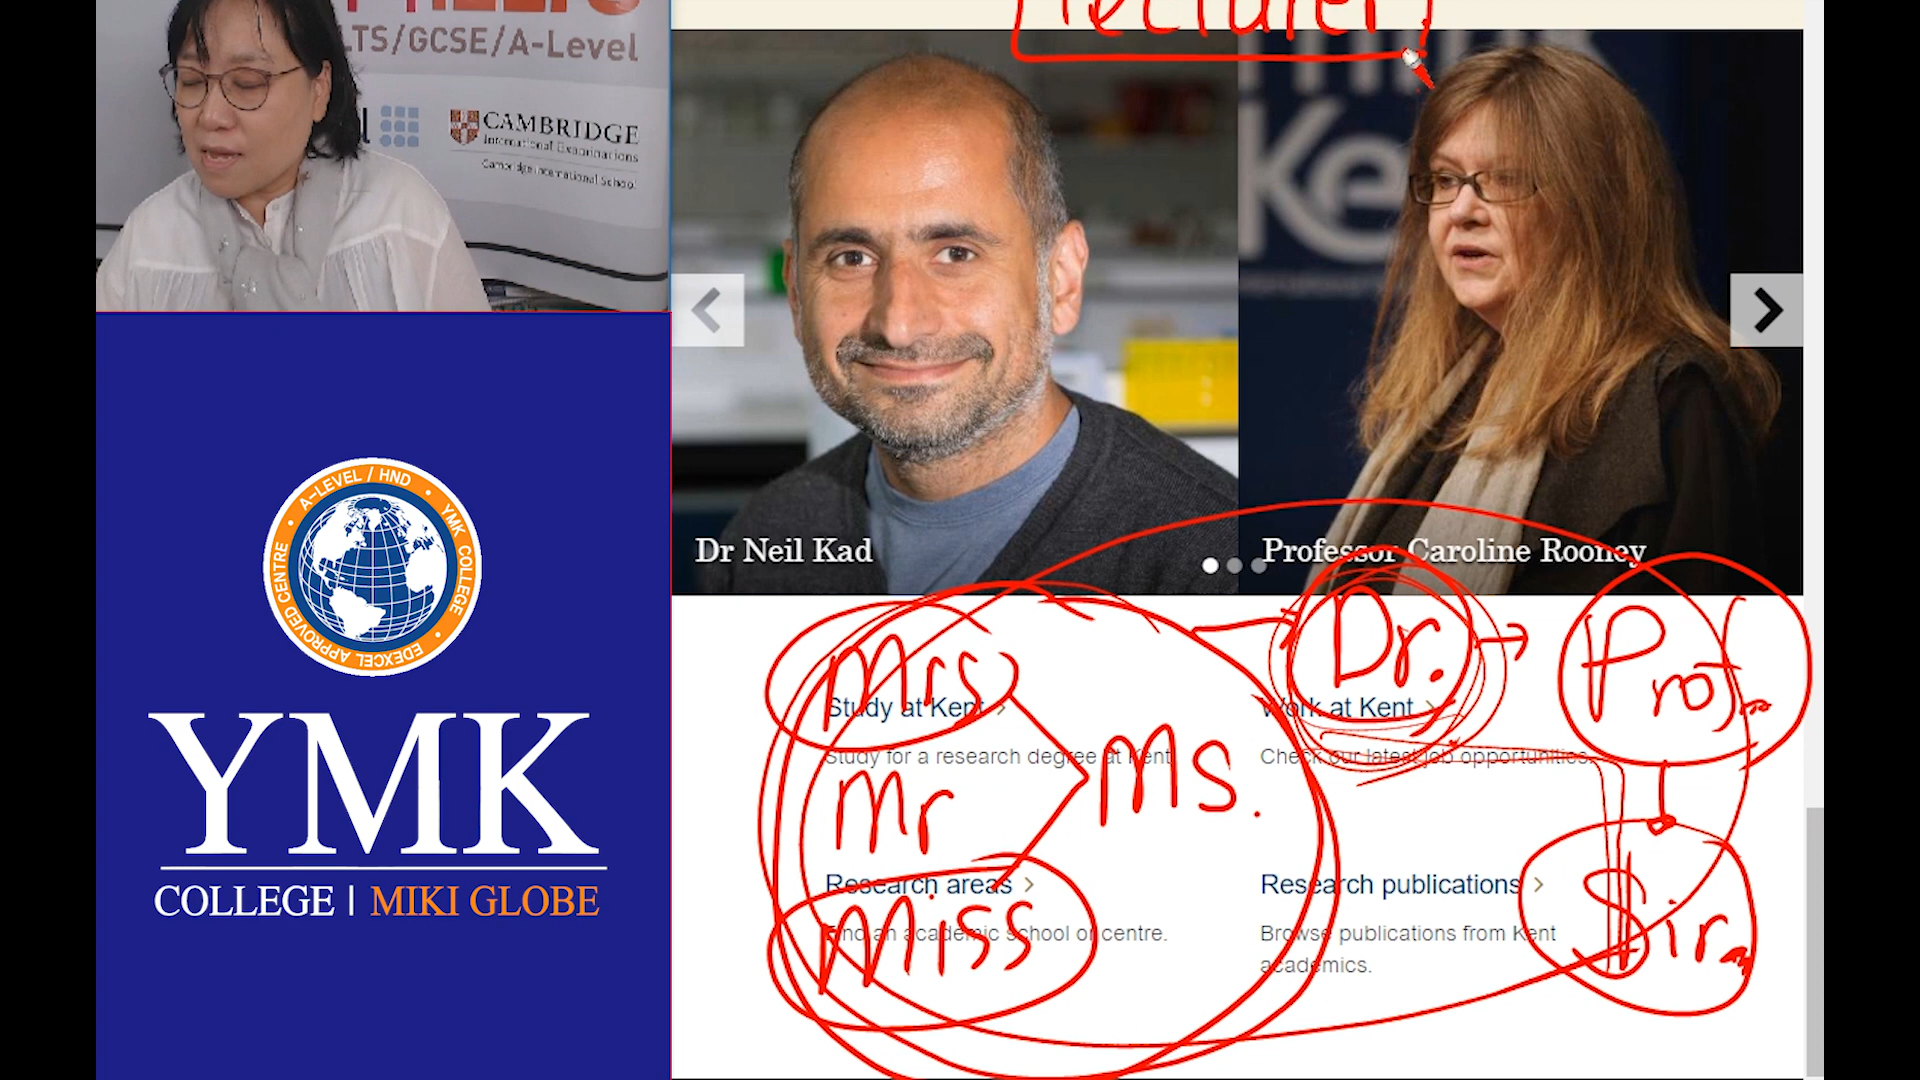 LTS/GCSE/A-Level
CAMBRIDGE
International Examinations
Cambridge International School
A-LEVEL / HND • YMK COLLEGE • EDEXCEL APPROVED CENTRE •
YMK
COLLEGE | MIKI GLOBE
lecturer
Ke
Dr Neil Kad
Professor Caroline Rooney
Mrs
Mr
Miss
Ms.
Dr.
Prof.
Sir
Study at Kent
Study for a research degree at Kent
Work at Kent
Check our latest job opportunities.
Research areas
Find an academic school or centre.
Research publications
Browse publications from Kent
academics.